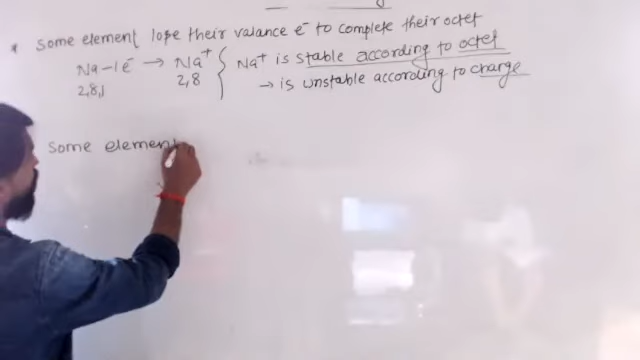 * Some element lose their valance e⁻ to complete their octet
Na - 1e⁻ → Na⁺ { Na⁺ is stable according to octet
2,8,1 2,8 → is unstable according to charge
Some element